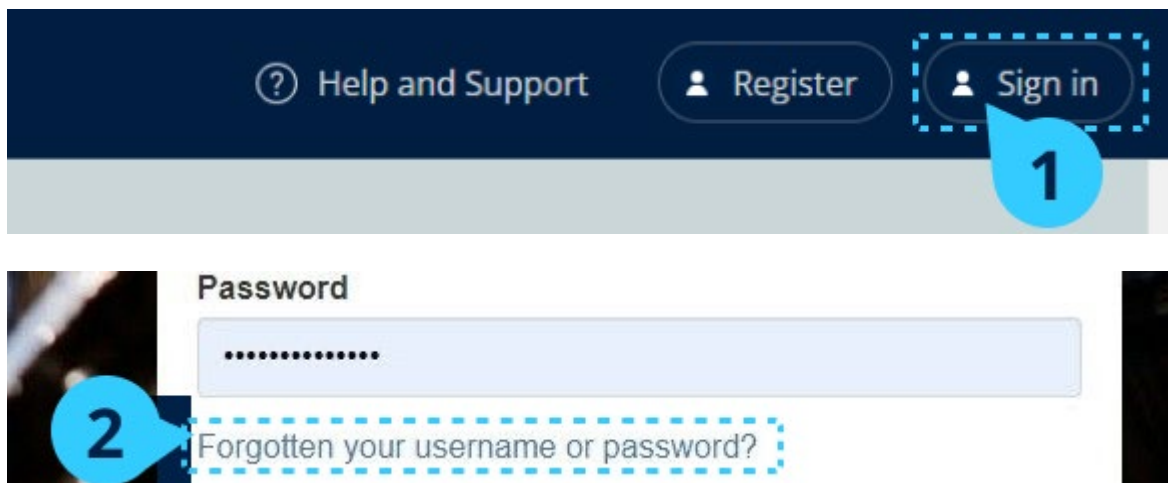 Help and Support Register Sign in
1
Password
••••••••••••••
2
Forgotten your username or password?